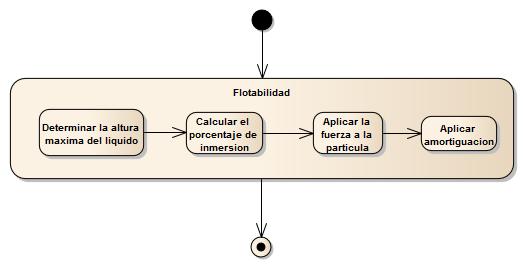 Flotabilidad
Determinar la altura
maxima del liquido
Calcular el
porcentaje de
inmersion
Aplicar la
fuerza a la
particula
Aplicar
amortiguacion